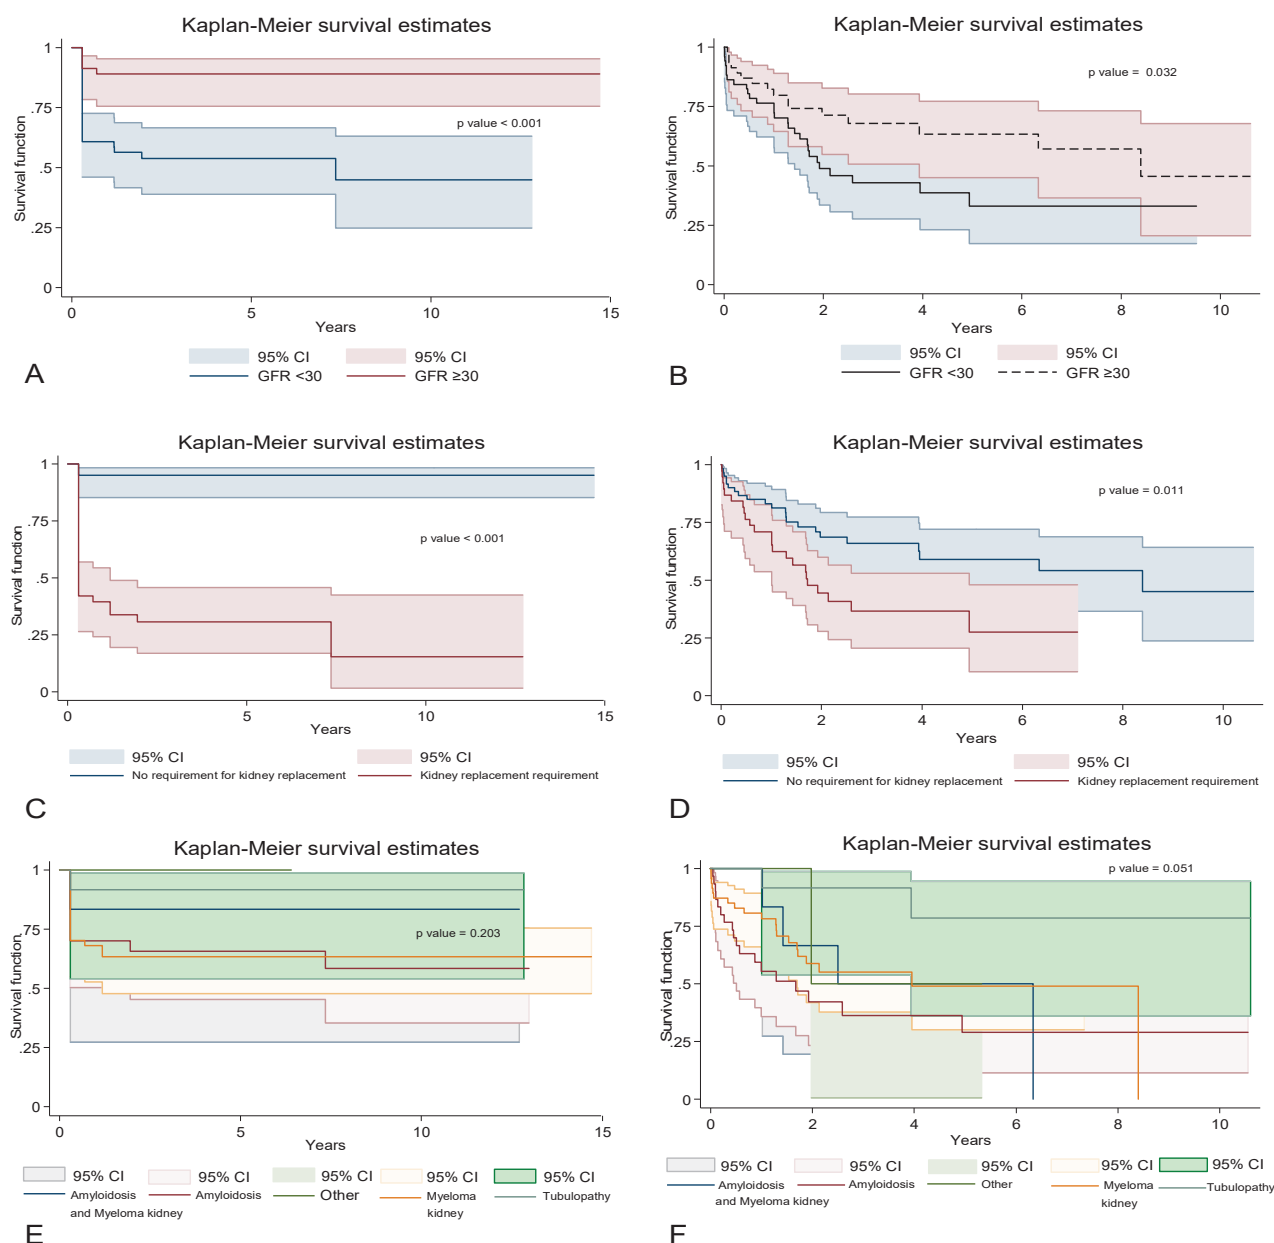 Kaplan-Meier survival estimates
1
.75
.5
.25
0
Survival function
p value < 0.001
0 5 10 15
Years
95% CI 95% CI
GFR <30 GFR ≥30
A
Kaplan-Meier survival estimates
1
0.75
.5
.25
0
Survival function
p value = 0.032
0 2 4 6 8 10
Years
95% CI 95% CI
GFR <30 GFR ≥30
B
Kaplan-Meier survival estimates
1
.75
.5
.25
0
Survival function
p value < 0.001
0 5 10 15
Years
95% CI 95% CI
No requirement for kidney replacement Kidney replacement requirement
C
Kaplan-Meier survival estimates
1
.75
.5
.25
0
Survival function
p value = 0.011
0 2 4 6 8 10
Years
95% CI 95% CI
No requirement for kidney replacement Kidney replacement requirement
D
Kaplan-Meier survival estimates
1
.75
.5
.25
0
Survival function
p value = 0.203
0 5 10 15
Years
95% CI 95% CI 95% CI 95% CI 95% CI
Amyloidosis Amyloidosis Other Myeloma Tubulopathy
and Myeloma kidney kidney
E
Kaplan-Meier survival estimates
1
.75
.5
.25
0
Survival function
p value = 0.051
0 2 4 6 8 10
Years
95% CI 95% CI 95% CI 95% CI 95% CI
Amyloidosis Amyloidosis Other Myeloma Tubulopathy
and Myeloma kidney kidney
F